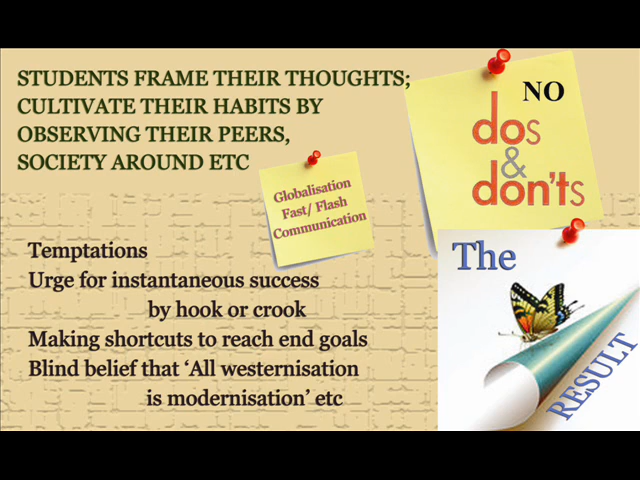 STUDENTS FRAME THEIR THOUGHTS;
CULTIVATE THEIR HABITS BY
OBSERVING THEIR PEERS,
SOCIETY AROUND ETC
NO
dos
&
don'ts
Globalisation
Fast/ Flash
Communication
Temptations
Urge for instantaneous success
by hook or crook
Making shortcuts to reach end goals
Blind belief that ‘All westernisation
is modernisation’ etc
The
RESULT